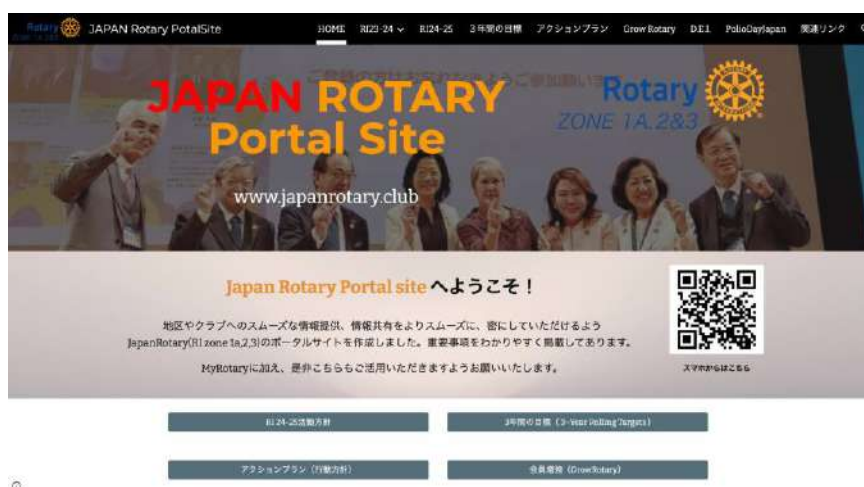 Rotary
JAPAN Rotary PotalSite
HOME RI23-24 RI24-25 3年間の目標 アクションプラン Grow Rotary D.E.I. PolioDayJapan 関連リンク
JAPAN ROTARY
Portal Site
www.japanrotary.club
Rotary
ZONE 1A.2&3
Japan Rotary Portal site へようこそ！
地区やクラブへのスムーズな情報提供、情報共有をよりスムーズに、密にしていただけるよう
JapanRotary(RI zone 1a,2,3)のポータルサイトを作成しました。重要事項をわかりやすく掲載してあります。
MyRotaryに加え、是非こちらもご活用いただきますようお願いいたします。
スマホからはこちら
RI 24-25活動方針
3年間の目標（3-Year Rolling Targets）
アクションプラン（行動方針）
会員増強（GrowRotary）